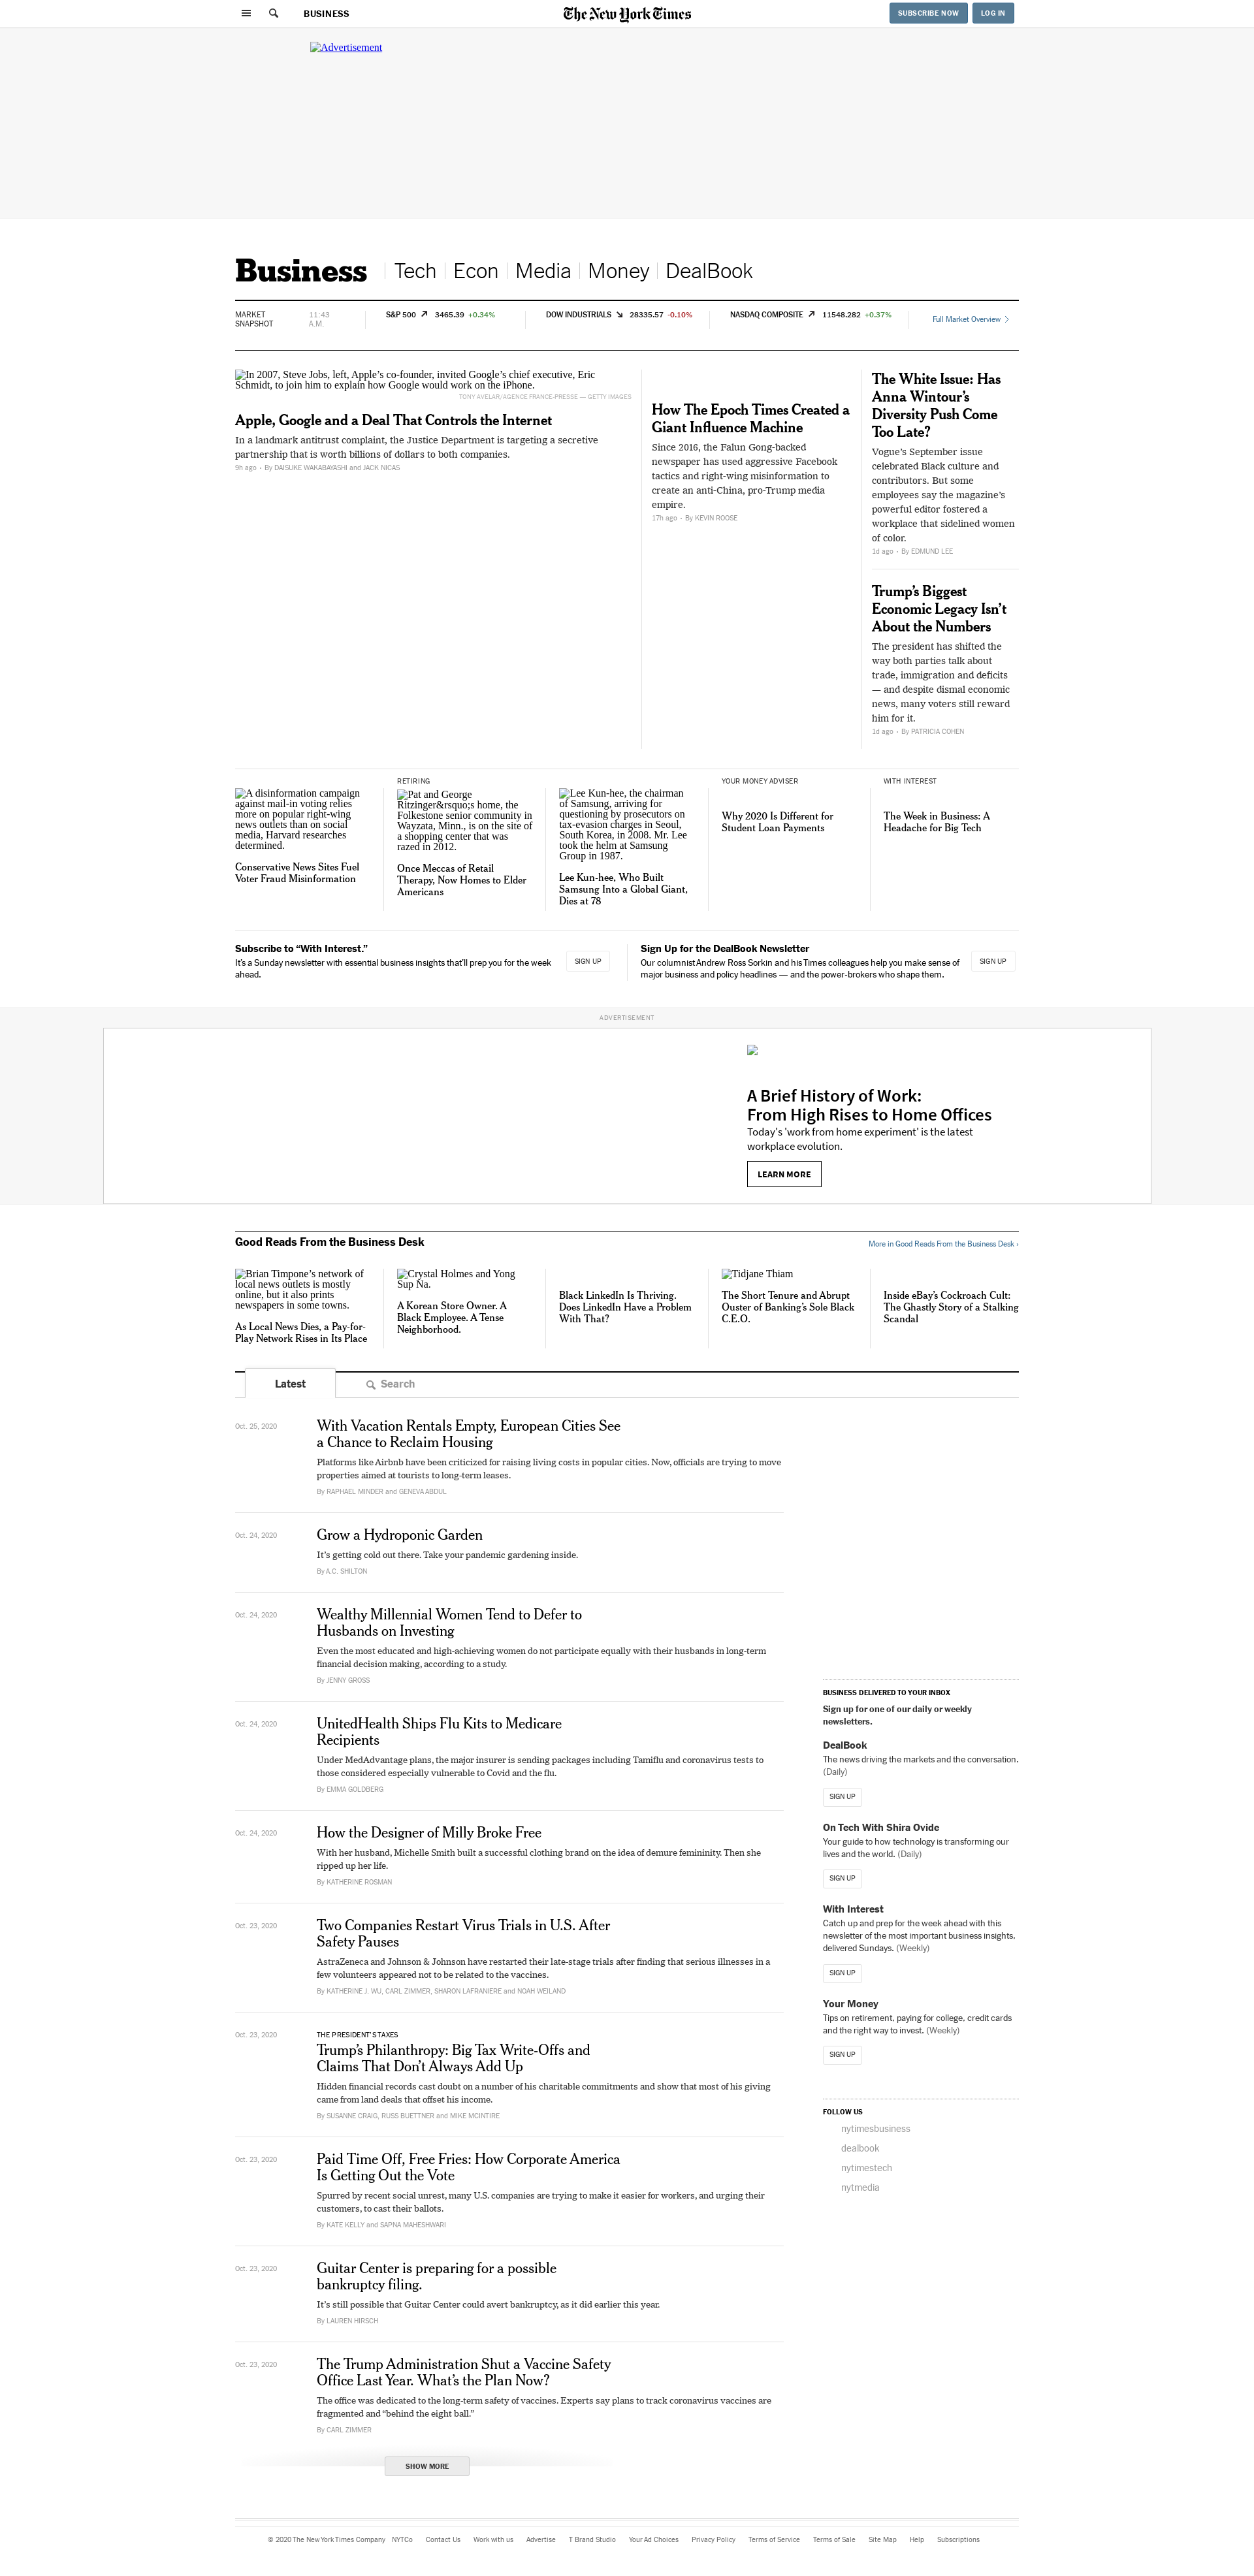 BUSINESS
The New York Times
SUBSCRIBE NOW
LOG IN
Advertisement
Business
Tech
Econ
Media
Money
DealBook
MARKET
SNAPSHOT
11:43
A.M.
S&P 500 3465.39 +0.34%
DOW INDUSTRIALS 28335.57 -0.10%
NASDAQ COMPOSITE 11548.282 +0.37%
Full Market Overview
In 2007, Steve Jobs, left, Apple's co-founder, invited Google's chief executive, Eric
Schmidt, to join him to explain how Google would work on the iPhone.
TONY AVELAR/AGENCE FRANCE-PRESSE — GETTY IMAGES
Apple, Google and a Deal That Controls the Internet
In a landmark antitrust complaint, the Justice Department is targeting a secretive
partnership that is worth billions of dollars to both companies.
9h ago • By DAISUKE WAKABAYASHI and JACK NICAS
How The Epoch Times Created a
Giant Influence Machine
Since 2016, the Falun Gong-backed
newspaper has used aggressive Facebook
tactics and right-wing misinformation to
create an anti-China, pro-Trump media
empire.
17h ago • By KEVIN ROOSE
The White Issue: Has
Anna Wintour's
Diversity Push Come
Too Late?
Vogue's September issue
celebrated Black culture and
contributors. But some
employees say the magazine's
powerful editor fostered a
workplace that sidelined women
of color.
1d ago • By EDMUND LEE
Trump's Biggest
Economic Legacy Isn't
About the Numbers
The president has shifted the
way both parties talk about
trade, immigration and deficits
— and despite dismal economic
news, many voters still reward
him for it.
1d ago • By PATRICIA COHEN
A disinformation campaign
against mail-in voting relies
more on popular right-wing
news outlets than on social
media, Harvard researches
determined.
Conservative News Sites Fuel
Voter Fraud Misinformation
RETIRING
Pat and George
Ritzinger&rsquo;s home, the
Folkestone senior community in
Wayzata, Minn., is on the site of
a shopping center that was
razed in 2012.
Once Meccas of Retail
Therapy, Now Homes to Elder
Americans
Lee Kun-hee, the chairman
of Samsung, arriving for
questioning by prosecutors on
tax-evasion charges in Seoul,
South Korea, in 2008. Mr. Lee
took the helm at Samsung
Group in 1987.
Lee Kun-hee, Who Built
Samsung Into a Global Giant,
Dies at 78
YOUR MONEY ADVISER
Why 2020 Is Different for
Student Loan Payments
WITH INTEREST
The Week in Business: A
Headache for Big Tech
Subscribe to “With Interest.”
It's a Sunday newsletter with essential business insights that'll prep you for the week
ahead.
SIGN UP
Sign Up for the DealBook Newsletter
Our columnist Andrew Ross Sorkin and his Times colleagues help you make sense of
major business and policy headlines — and the power-brokers who shape them.
SIGN UP
ADVERTISEMENT
A Brief History of Work:
From High Rises to Home Offices
Today's 'work from home experiment' is the latest
workplace evolution.
LEARN MORE
Good Reads From the Business Desk
More in Good Reads From the Business Desk ›
Brian Timpone's network of
local news outlets is mostly
online, but it also prints
newspapers in some towns.
As Local News Dies, a Pay-for-
Play Network Rises in Its Place
Crystal Holmes and Yong
Sup Na.
A Korean Store Owner. A
Black Employee. A Tense
Neighborhood.
Black LinkedIn Is Thriving.
Does LinkedIn Have a Problem
With That?
Tidjane Thiam
The Short Tenure and Abrupt
Ouster of Banking's Sole Black
C.E.O.
Inside eBay's Cockroach Cult:
The Ghastly Story of a Stalking
Scandal
Latest
Search
Oct. 25, 2020
With Vacation Rentals Empty, European Cities See
a Chance to Reclaim Housing
Platforms like Airbnb have been criticized for raising living costs in popular cities. Now, officials are trying to move
properties aimed at tourists to long-term leases.
By RAPHAEL MINDER and GENEVA ABDUL
Oct. 24, 2020
Grow a Hydroponic Garden
It's getting cold out there. Take your pandemic gardening inside.
By A.C. SHILTON
Oct. 24, 2020
Wealthy Millennial Women Tend to Defer to
Husbands on Investing
Even the most educated and high-achieving women do not participate equally with their husbands in long-term
financial decision making, according to a study.
By JENNY GROSS
Oct. 24, 2020
UnitedHealth Ships Flu Kits to Medicare
Recipients
Under MedAdvantage plans, the major insurer is sending packages including Tamiflu and coronavirus tests to
those considered especially vulnerable to Covid and the flu.
By EMMA GOLDBERG
Oct. 24, 2020
How the Designer of Milly Broke Free
With her husband, Michelle Smith built a successful clothing brand on the idea of demure femininity. Then she
ripped up her life.
By KATHERINE ROSMAN
Oct. 23, 2020
Two Companies Restart Virus Trials in U.S. After
Safety Pauses
AstraZeneca and Johnson & Johnson have restarted their late-stage trials after finding that serious illnesses in a
few volunteers appeared not to be related to the vaccines.
By KATHERINE J. WU, CARL ZIMMER, SHARON LAFRANIERE and NOAH WEILAND
Oct. 23, 2020
THE PRESIDENT'S TAXES
Trump's Philanthropy: Big Tax Write-Offs and
Claims That Don't Always Add Up
Hidden financial records cast doubt on a number of his charitable commitments and show that most of his giving
came from land deals that offset his income.
By SUSANNE CRAIG, RUSS BUETTNER and MIKE MCINTIRE
Oct. 23, 2020
Paid Time Off, Free Fries: How Corporate America
Is Getting Out the Vote
Spurred by recent social unrest, many U.S. companies are trying to make it easier for workers, and urging their
customers, to cast their ballots.
By KATE KELLY and SAPNA MAHESHWARI
Oct. 23, 2020
Guitar Center is preparing for a possible
bankruptcy filing.
It's still possible that Guitar Center could avert bankruptcy, as it did earlier this year.
By LAUREN HIRSCH
Oct. 23, 2020
The Trump Administration Shut a Vaccine Safety
Office Last Year. What's the Plan Now?
The office was dedicated to the long-term safety of vaccines. Experts say plans to track coronavirus vaccines are
fragmented and “behind the eight ball.”
By CARL ZIMMER
SHOW MORE
BUSINESS DELIVERED TO YOUR INBOX
Sign up for one of our daily or weekly
newsletters.
DealBook
The news driving the markets and the conversation.
(Daily)
SIGN UP
On Tech With Shira Ovide
Your guide to how technology is transforming our
lives and the world. (Daily)
SIGN UP
With Interest
Catch up and prep for the week ahead with this
newsletter of the most important business insights,
delivered Sundays. (Weekly)
SIGN UP
Your Money
Tips on retirement, paying for college, credit cards
and the right way to invest. (Weekly)
SIGN UP
FOLLOW US
nytimesbusiness
dealbook
nytimestech
nytmedia
© 2020 The New York Times Company NYTCo Contact Us Work with us Advertise T Brand Studio Your Ad Choices Privacy Policy Terms of Service Terms of Sale Site Map Help Subscriptions